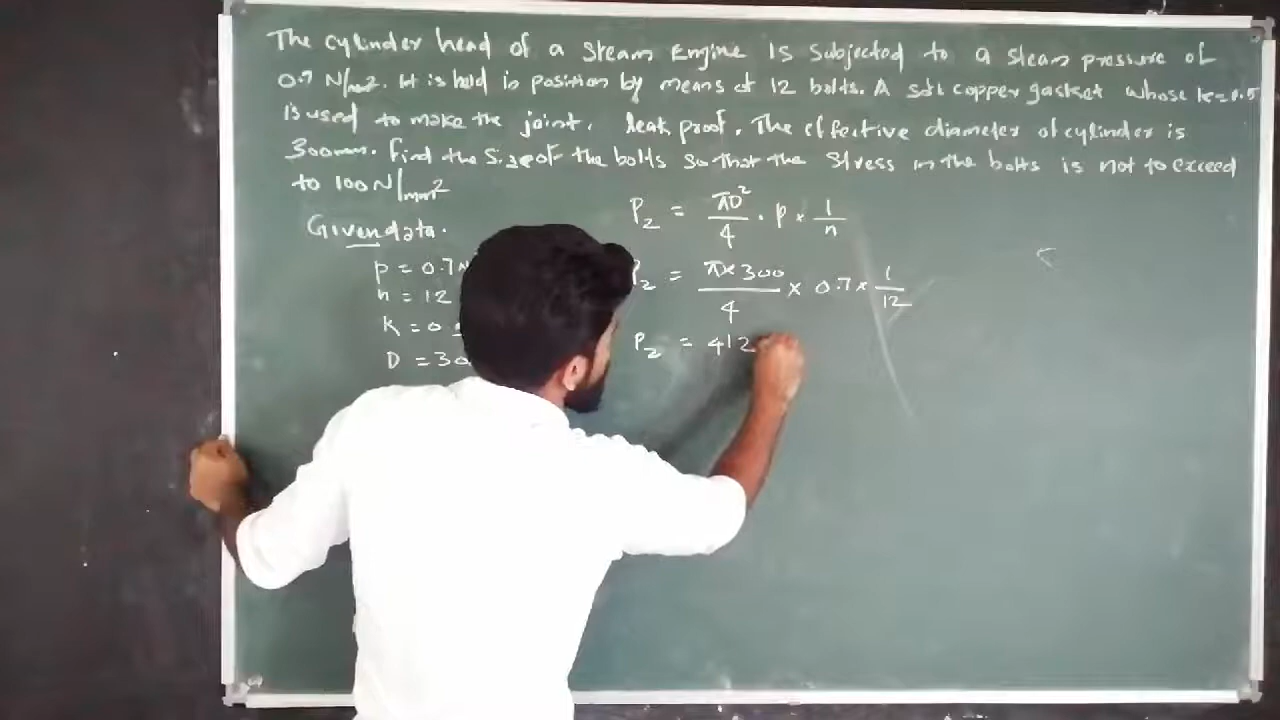 The cylinder head of a Steam Engine is Subjected to a steam pressure of
0.7 N/mm2. It is held in position by means of 12 bolts. A soft copper gasket whose k=0.5
is used to make the joint, leak proof. The effective diameter of cylinder is
300mm. Find the Size of the bolts so that the Stress in the bolts is not to exceed
to 100 N/mm2
Given data.
p = 0.7 N
n = 12
K = 0.5
D = 30
P2 = πD²/4 . p × 1/n
P2 = π×300/4 × 0.7 × 1/12
P2 = 412